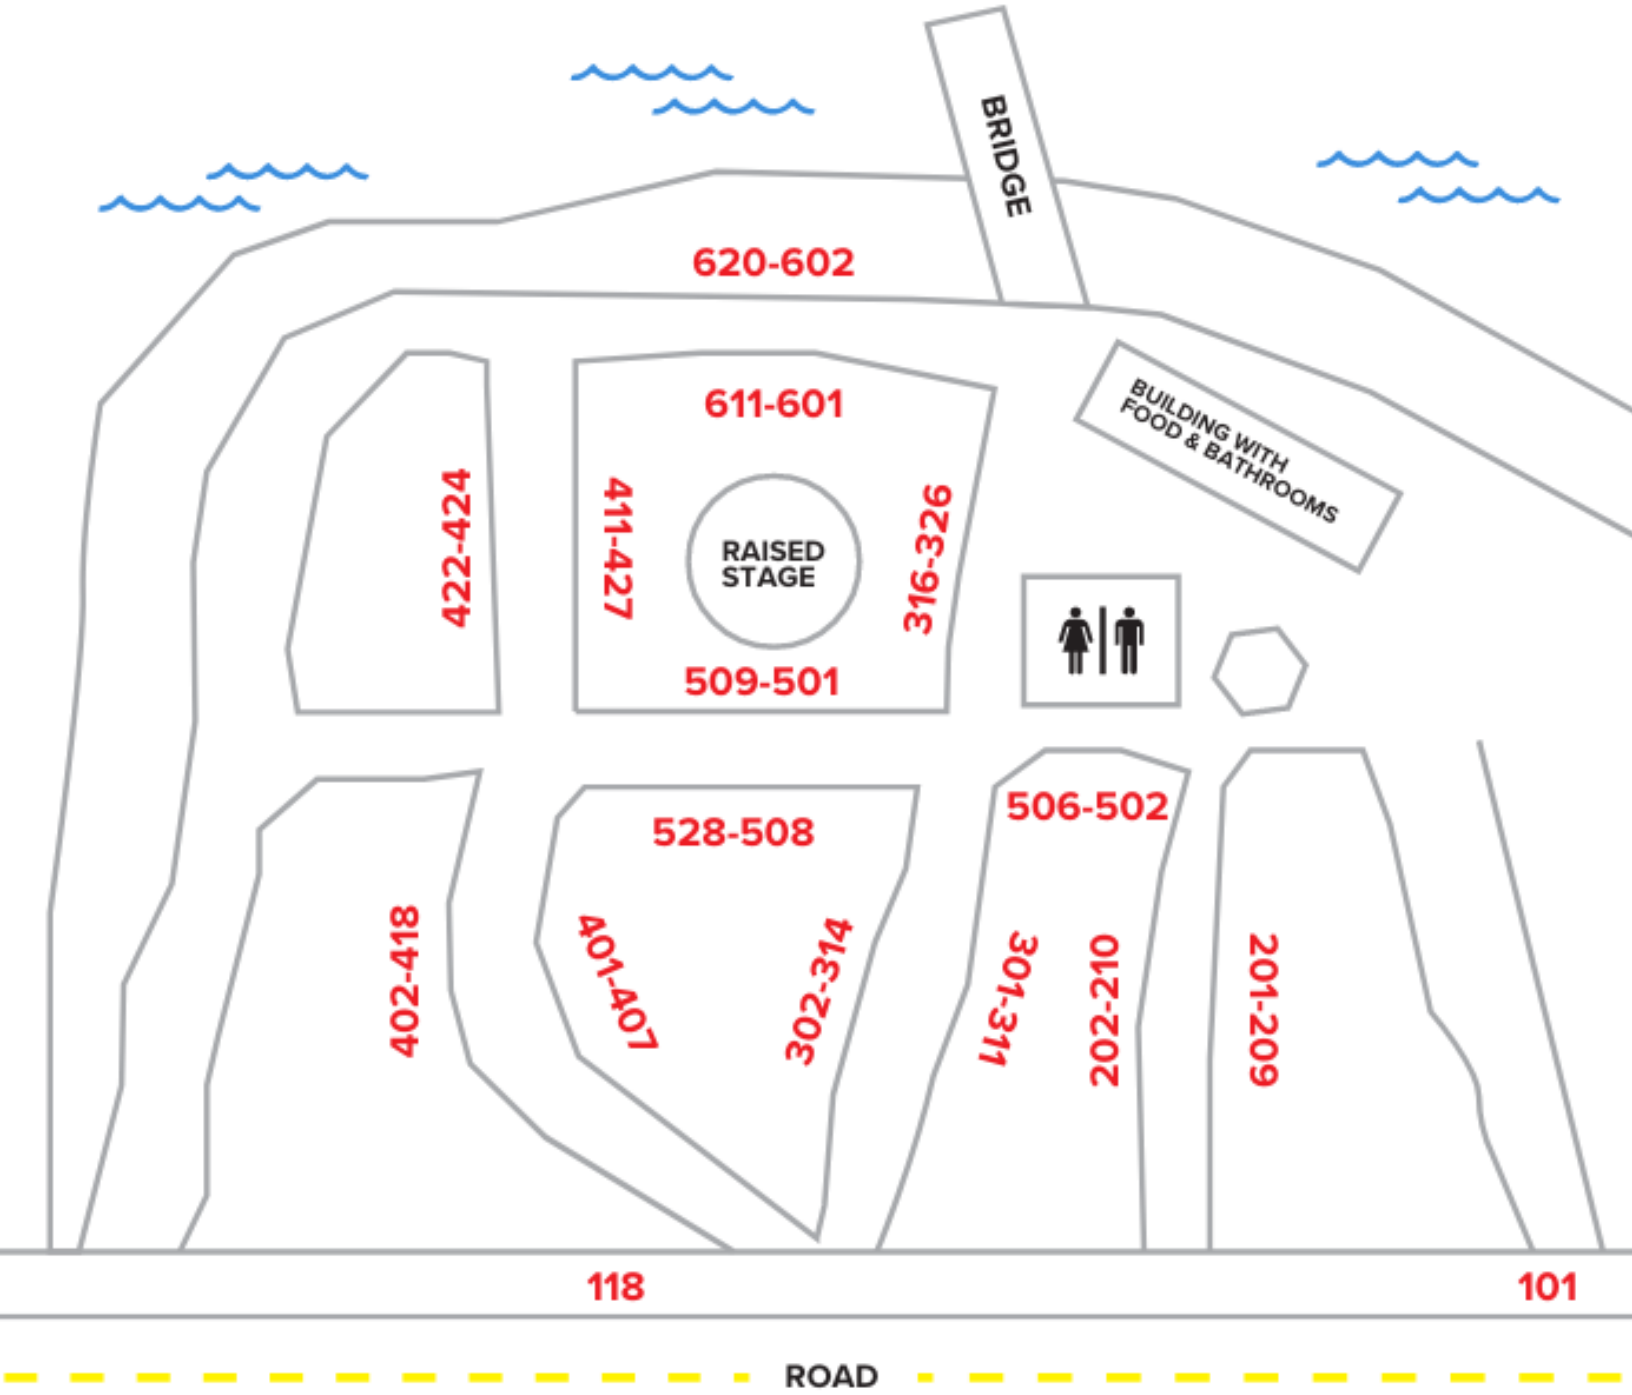 BRIDGE
620-602
611-601
BUILDING WITH
FOOD & BATHROOMS
422-424
411-427
RAISED
STAGE
316-326
509-501
506-502
528-508
402-418
401-407
302-314
301-311
202-210
201-209
118
101
ROAD